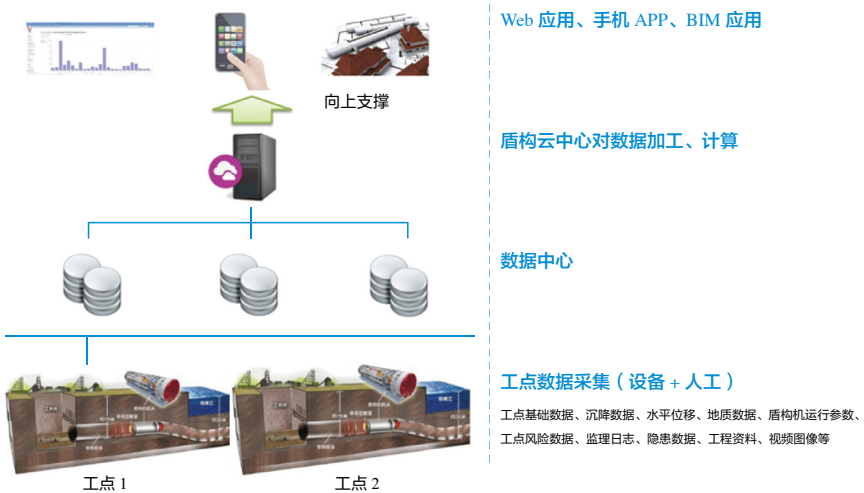 Web 应用、手机 APP、BIM 应用
向上支撑
盾构云中心对数据加工、计算
数据中心
工点数据采集（设备 + 人工）
工点基础数据、沉降数据、水平位移、地质数据、盾构机运行参数、
工点风险数据、监理日志、隐患数据、工程资料、视频图像等
工点 1
工点 2